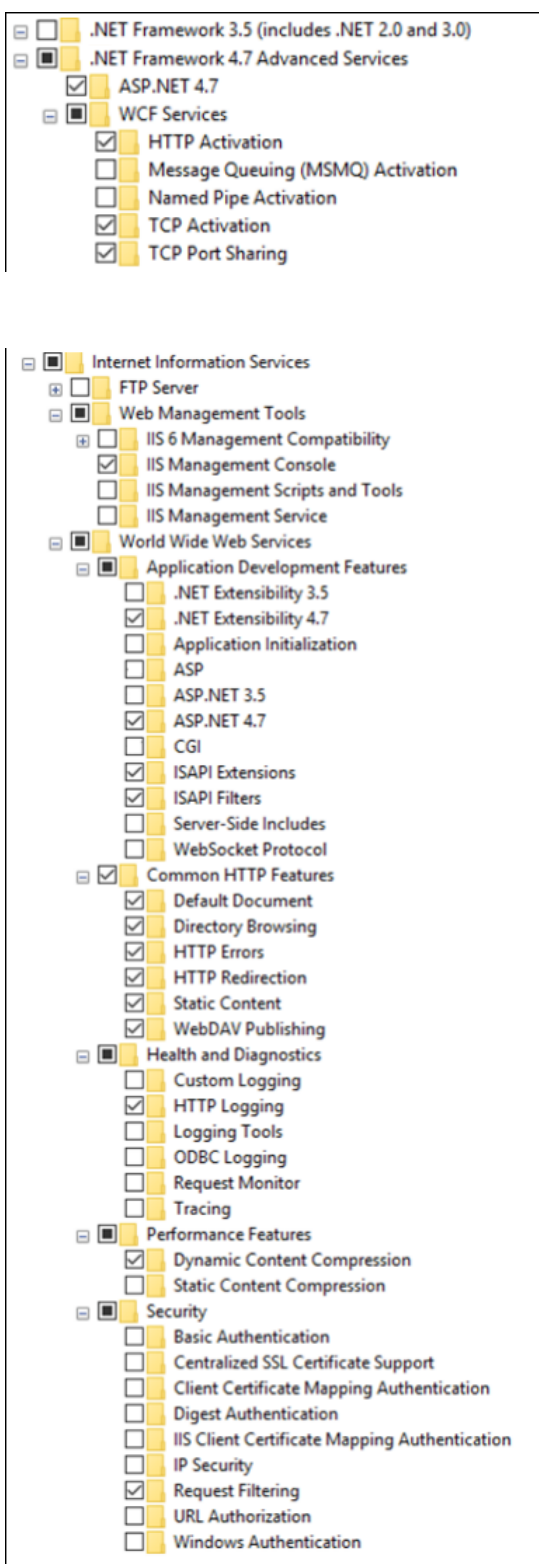 .NET Framework 3.5 (includes .NET 2.0 and 3.0)
.NET Framework 4.7 Advanced Services
ASP.NET 4.7
WCF Services
HTTP Activation
Message Queuing (MSMQ) Activation
Named Pipe Activation
TCP Activation
TCP Port Sharing
Internet Information Services
FTP Server
Web Management Tools
IIS 6 Management Compatibility
IIS Management Console
IIS Management Scripts and Tools
IIS Management Service
World Wide Web Services
Application Development Features
.NET Extensibility 3.5
.NET Extensibility 4.7
Application Initialization
ASP
ASP.NET 3.5
ASP.NET 4.7
CGI
ISAPI Extensions
ISAPI Filters
Server-Side Includes
WebSocket Protocol
Common HTTP Features
Default Document
Directory Browsing
HTTP Errors
HTTP Redirection
Static Content
WebDAV Publishing
Health and Diagnostics
Custom Logging
HTTP Logging
Logging Tools
ODBC Logging
Request Monitor
Tracing
Performance Features
Dynamic Content Compression
Static Content Compression
Security
Basic Authentication
Centralized SSL Certificate Support
Client Certificate Mapping Authentication
Digest Authentication
IIS Client Certificate Mapping Authentication
IP Security
Request Filtering
URL Authorization
Windows Authentication